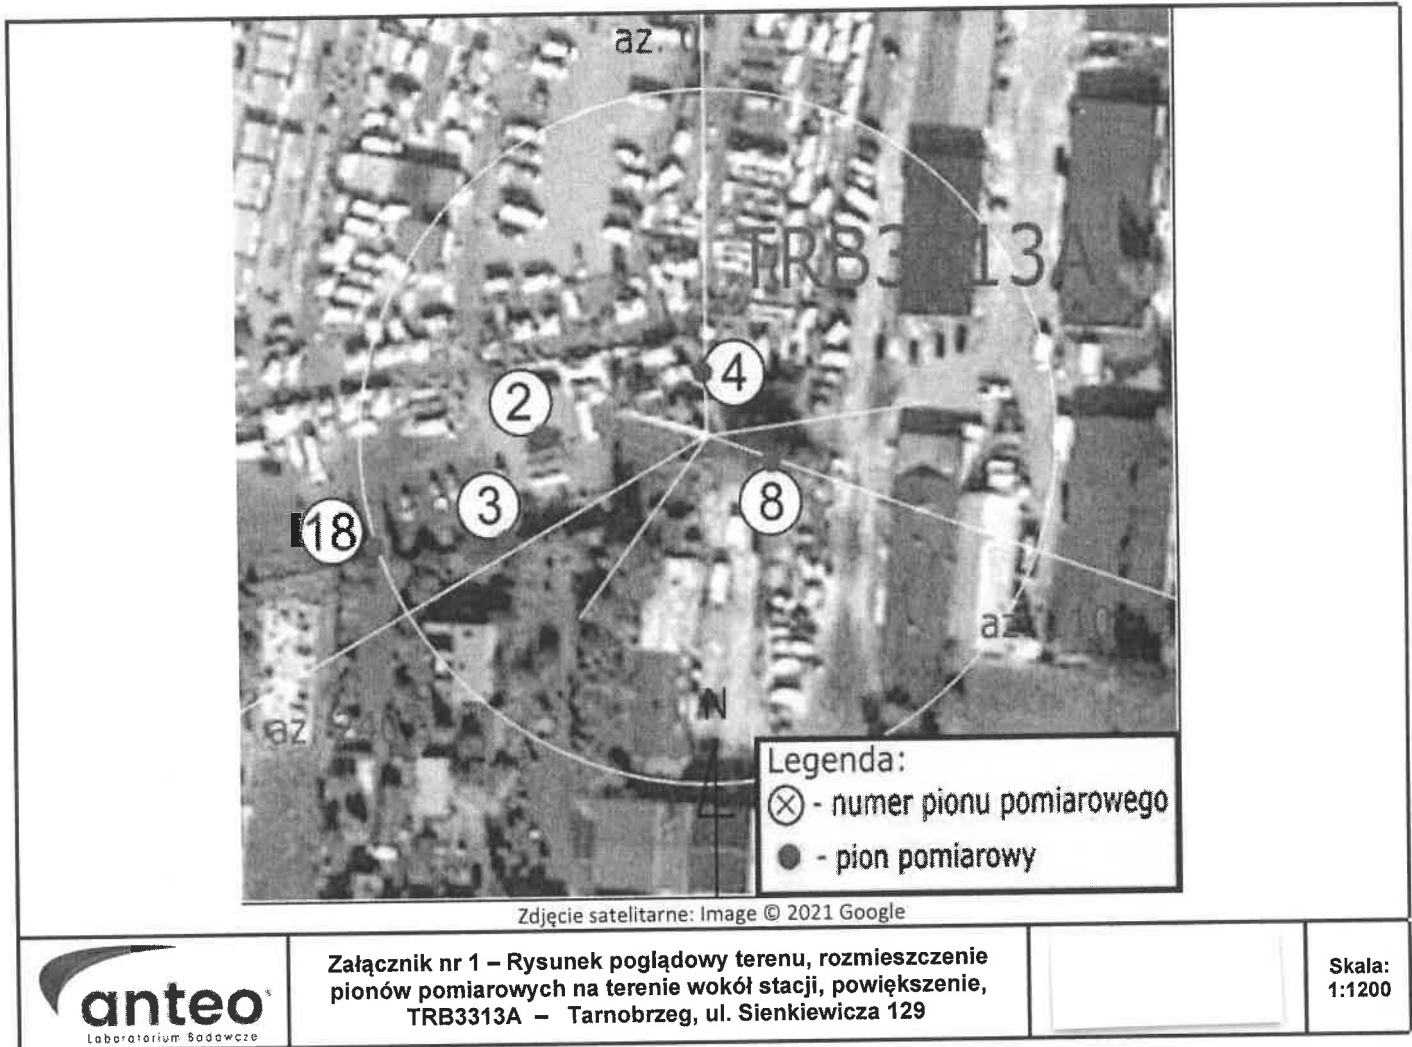 az. 0
TRB3313A
4
2
3
8
18
az
az
N
Legenda:
- numer pionu pomiarowego
- pion pomiarowy
Zdjęcie satelitarne: Image © 2021 Google
anteo
Laboratorium Badawcze
Załącznik nr 1 – Rysunek poglądowy terenu, rozmieszczenie
pionów pomiarowych na terenie wokół stacji, powiększenie,
TRB3313A – Tarnobrzeg, ul. Sienkiewicza 129
Skala:
1:1200